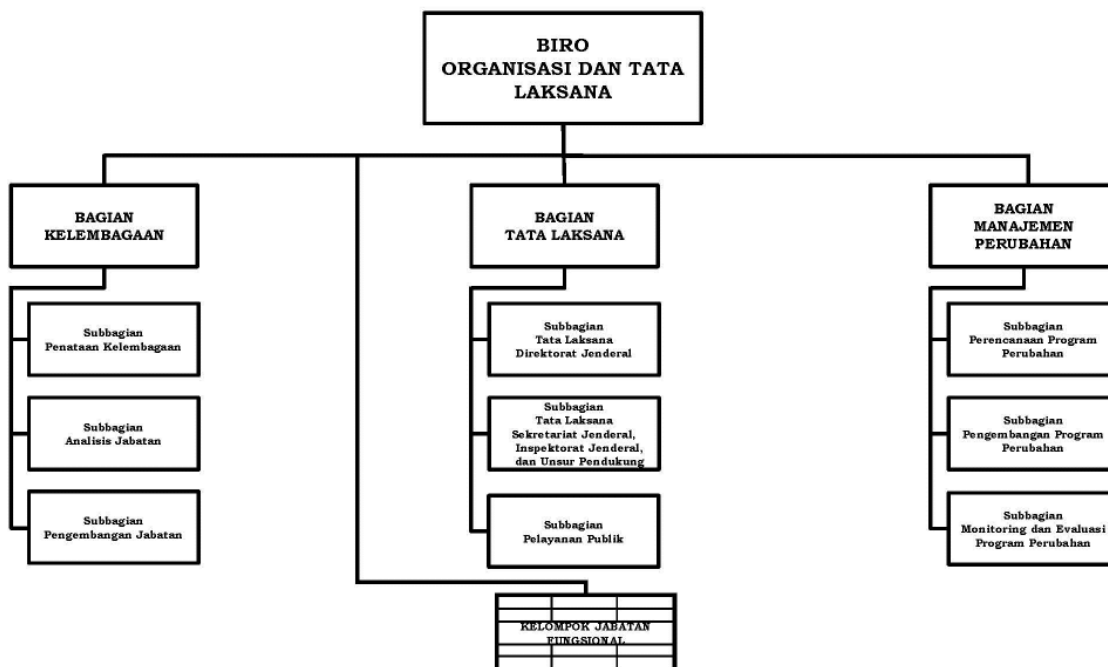 BIRO
ORGANISASI DAN TATA
LAKSANA
BAGIAN
KELEMBAGAAN
Subbagian
Penataan Kelembagaan
Subbagian
Analisis Jabatan
Subbagian
Pengembangan Jabatan
BAGIAN
TATA LAKSANA
Subbagian
Tata Laksana
Direktorat Jenderal
Subbagian
Tata Laksana
Sekretariat Jenderal,
Inspektorat Jenderal,
dan Unsur Pendukung
Subbagian
Pelayanan Publik
BAGIAN
MANAJEMEN
PERUBAHAN
Subbagian
Perencanaan Program
Perubahan
Subbagian
Pengembangan Program
Perubahan
Subbagian
Monitoring dan Evaluasi
Program Perubahan
KELOMPOK JABATAN
FUNGSIONAL